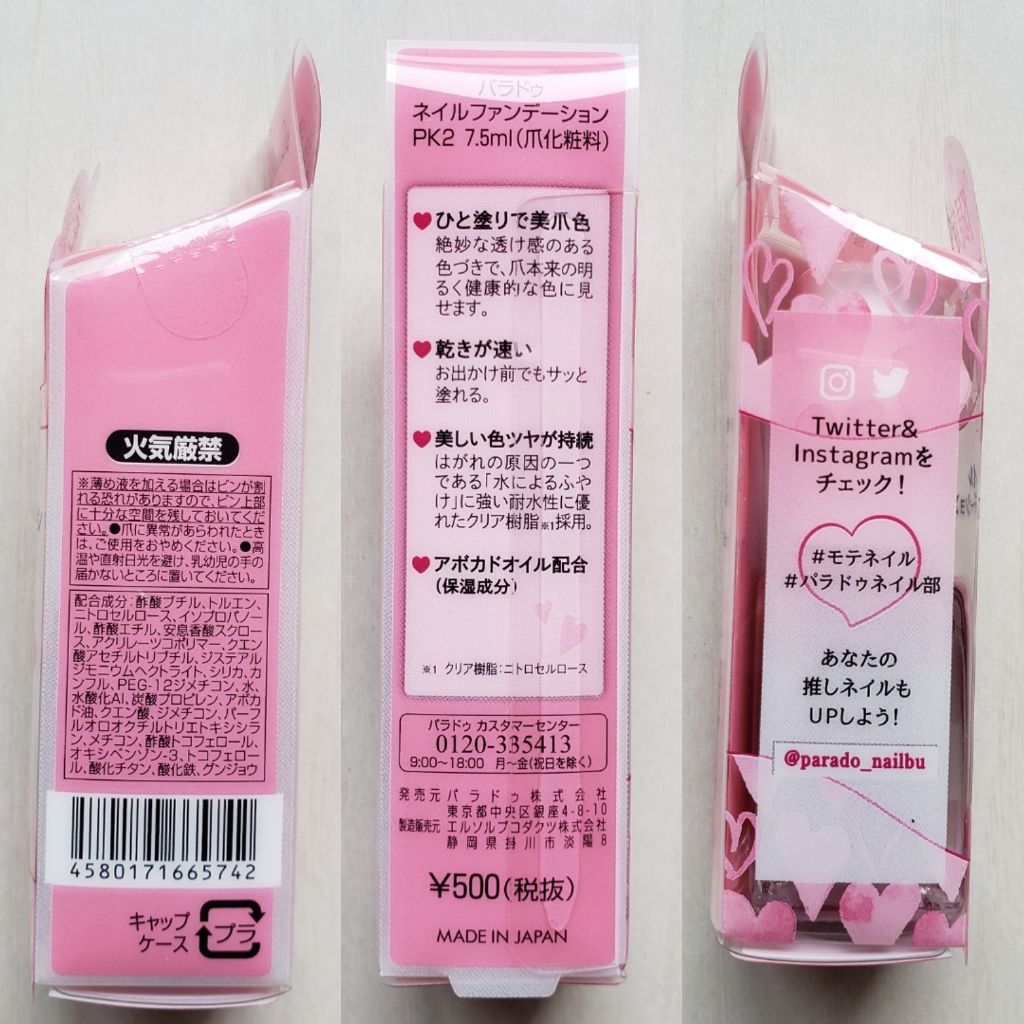 火気厳禁
※薄め液を加える場合はビンが割
れる恐れがありますので、ビン上部
に十分な空間を残しておいてくだ
さい。●爪に異常があらわれたとき
は、ご使用をおやめください。●高
温や直射日光を避け、乳幼児の手の
届かないところに置いてください。
配合成分：酢酸ブチル、トルエン、
ニトロセルロース、イソプロパノー
ル、酢酸エチル、安息香酸スクロー
ス、アクリレーツコポリマー、クエン
酸アセチルトリブチル、ジステアル
ジモニウムヘクトライト、シリカ、カ
ンフル、PEG-12ジメチコン、水、
水酸化Al、炭酸プロピレン、アボカ
ド油、クエン酸、ジメチコン、パーフ
ルオロオクチルトリエトキシシラ
ン、メチコン、酢酸トコフェロール、
オキシベンゾン-3、トコフェロー
ル、酸化チタン、酸化鉄、グンジョウ
4580171665742
キャップ
ケース
プラ
パラドゥ
ネイルファンデーション
PK2 7.5ml（爪化粧料）
ひと塗りで美爪色
絶妙な透け感のある
色づきで、爪本来の明
るく健康的な色に見
せます。
乾きが速い
お出かけ前でもサッと
塗れる。
美しい色ツヤが持続
はがれの原因の一つ
である「水によるふや
け」に強い耐水性に優
れたクリア樹脂※1採用。
アボカドオイル配合
（保湿成分）
※1 クリア樹脂：ニトロセルロース
パラドゥ カスタマーセンター
0120-335413
9:00〜18:00 月〜金（祝日を除く）
発売元 パラドゥ株式会社
東京都中央区銀座4-8-10
製造販売元 エルソルプロダクツ株式会社
静岡県掛川市淡陽8
¥500（税抜）
MADE IN JAPAN
Twitter&
Instagramを
チェック！
#モテネイル
#パラドゥネイル部
あなたの
推しネイルも
UPしよう！
@parado_nailbu